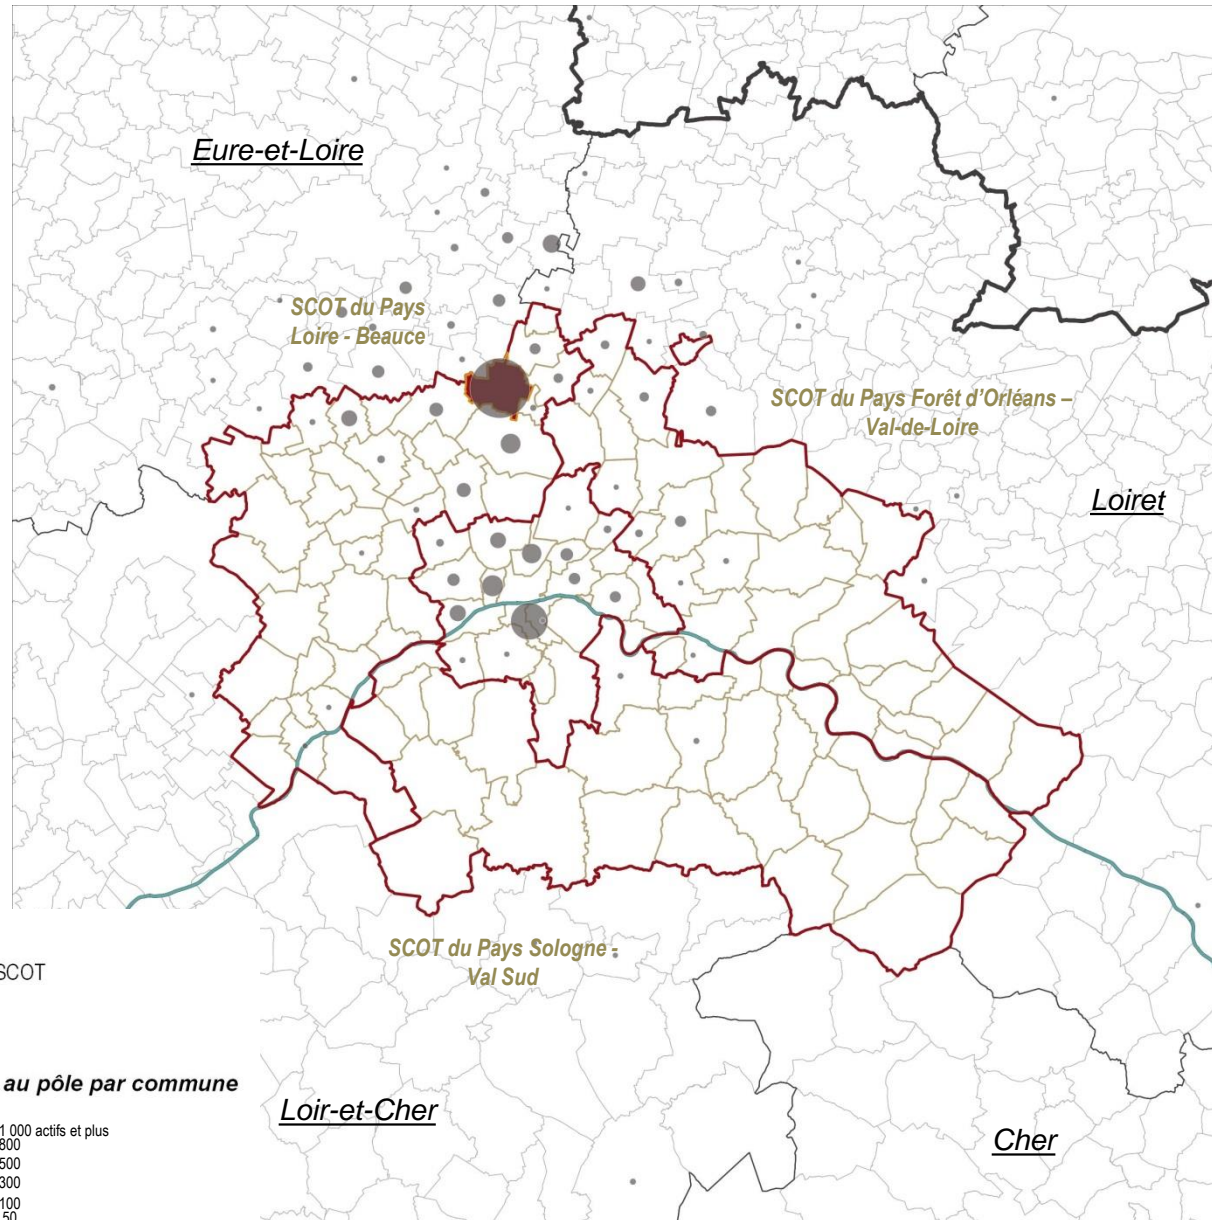 Eure-et-Loire
SCOT du Pays
Loire - Beauce
SCOT du Pays Forêt d'Orléans –
Val-de-Loire
Loiret
SCOT du Pays Sologne -
Val Sud
SCOT
au pôle par commune
1 000 actifs et plus
800
500
300
100
50
Loir-et-Cher
Cher